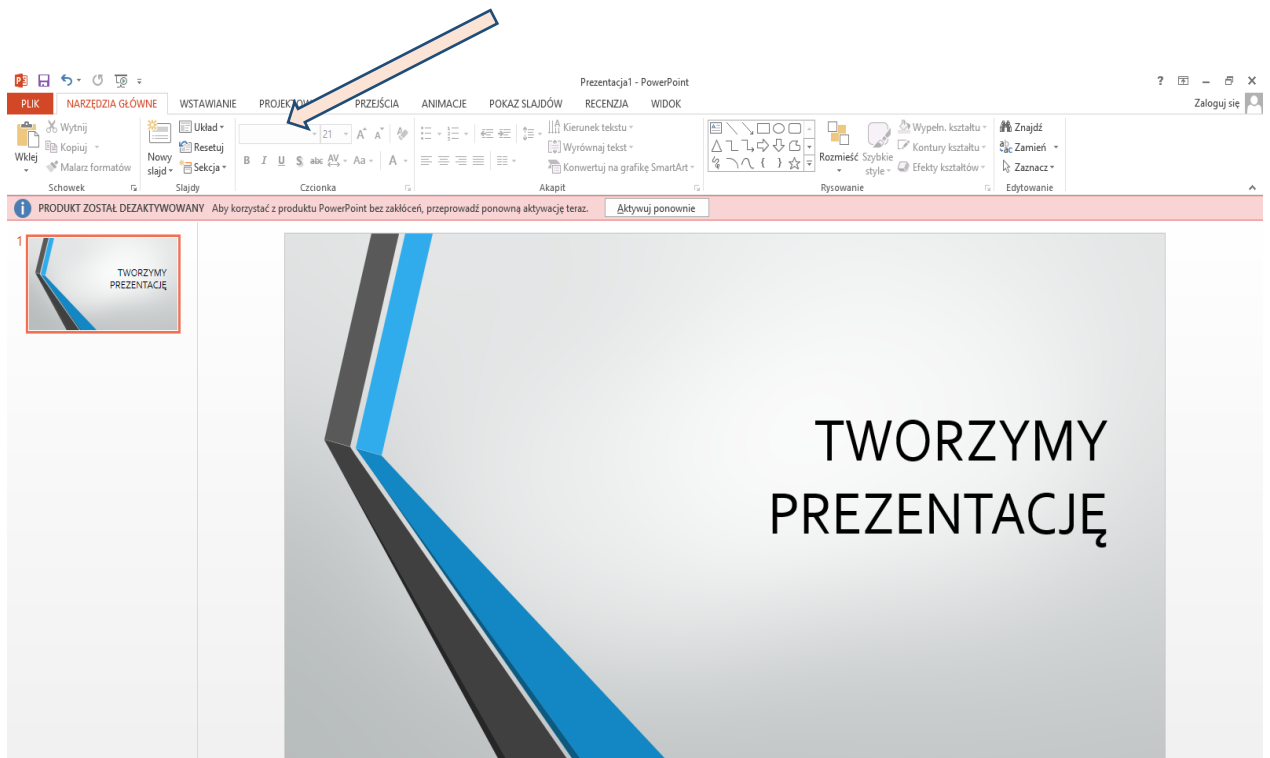 Prezentacja1 - PowerPoint
?
PLIK NARZĘDZIA GŁÓWNE WSTAWIANIE PRZEJŚCIA ANIMACJE POKAZ SLAJDÓW RECENZJA WIDOK Zaloguj się
Wklej
Wytnij
Kopiuj
Malarz formatów
Schowek
Nowy
slajd
Układ
Resetuj
Sekcja
Slajdy
21 A A
B I U S abc AV Aa A
Czcionka
Kierunek tekstu
Wyrównaj tekst
Konwertuj na grafikę SmartArt
Akapit
Rozmieść
Szybkie
style
Wypełn. kształtu
Kontury kształtu
Efekty kształtów
Rysowanie
Znajdź
Zamień
Zaznacz
Edytowanie
PRODUKT ZOSTAŁ DEZAKTYWOWANY Aby korzystać z produktu PowerPoint bez zakłóceń, przeprowadź ponowną aktywację teraz. Aktywuj ponownie
1
TWORZYMY
PREZENTACJĘ
TWORZYMY
PREZENTACJĘ